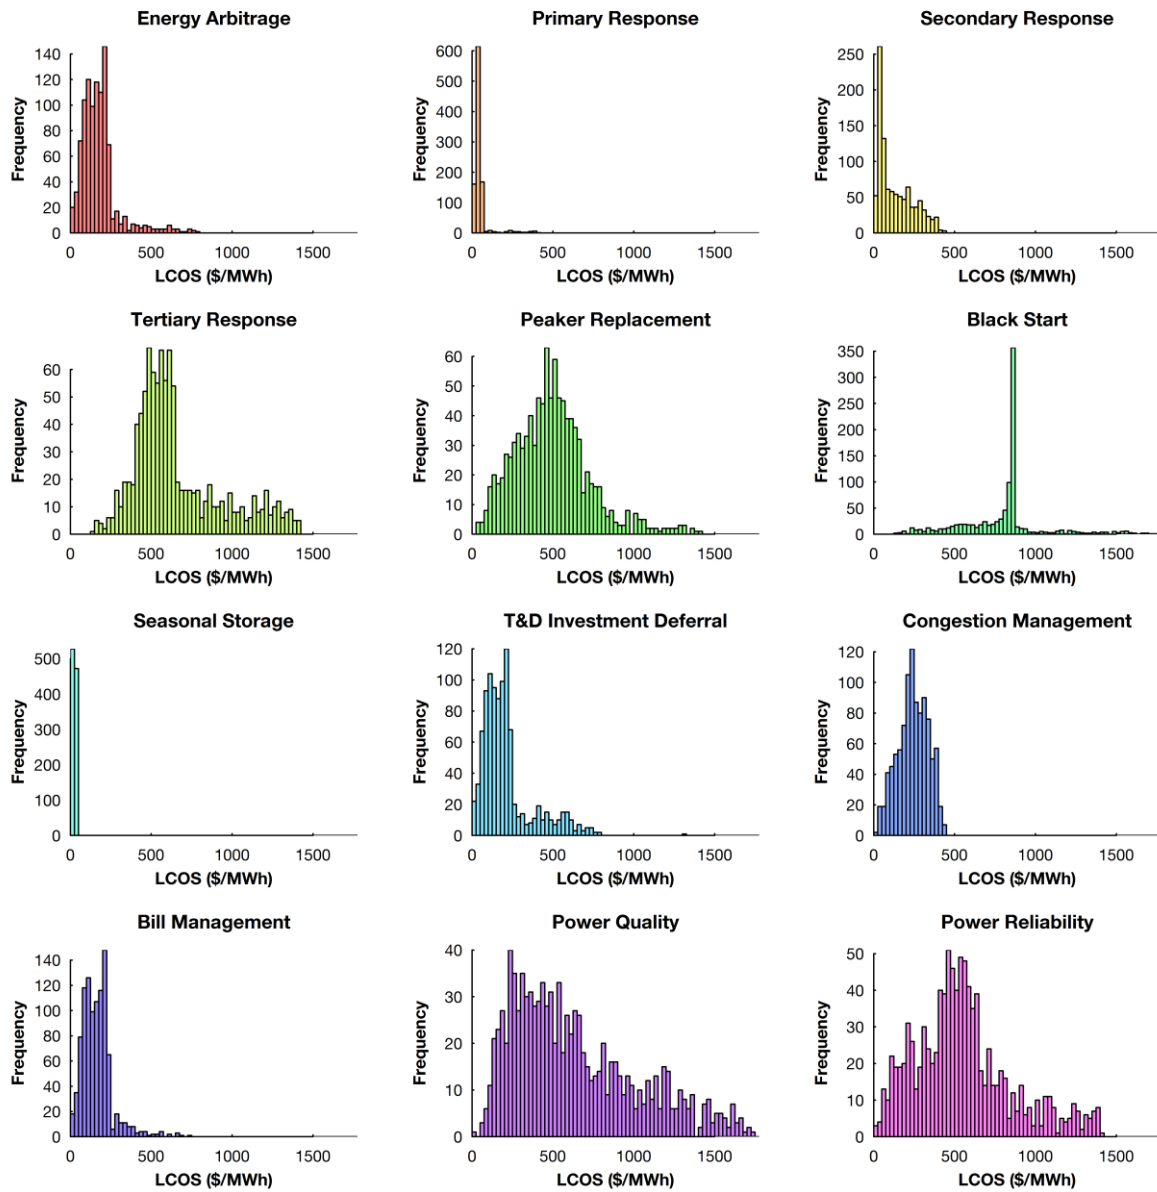 Energy Arbitrage
Primary Response
Secondary Response
Frequency
140
120
100
80
60
40
20
0
0 500 1000 1500
LCOS ($/MWh)
Frequency
600
500
400
300
200
100
0
0 500 1000 1500
LCOS ($/MWh)
Frequency
250
200
150
100
50
0
0 500 1000 1500
LCOS ($/MWh)
Tertiary Response
Peaker Replacement
Black Start
Frequency
60
50
40
30
20
10
0
0 500 1000 1500
LCOS ($/MWh)
Frequency
60
50
40
30
20
10
0
0 500 1000 1500
LCOS ($/MWh)
Frequency
350
300
250
200
150
100
50
0
0 500 1000 1500
LCOS ($/MWh)
Seasonal Storage
T&D Investment Deferral
Congestion Management
Frequency
500
400
300
200
100
0
0 500 1000 1500
LCOS ($/MWh)
Frequency
120
100
80
60
40
20
0
0 500 1000 1500
LCOS ($/MWh)
Frequency
120
100
80
60
40
20
0
0 500 1000 1500
LCOS ($/MWh)
Bill Management
Power Quality
Power Reliability
Frequency
140
120
100
80
60
40
20
0
0 500 1000 1500
LCOS ($/MWh)
Frequency
40
30
20
10
0
0 500 1000 1500
LCOS ($/MWh)
Frequency
50
40
30
20
10
0
0 500 1000 1500
LCOS ($/MWh)